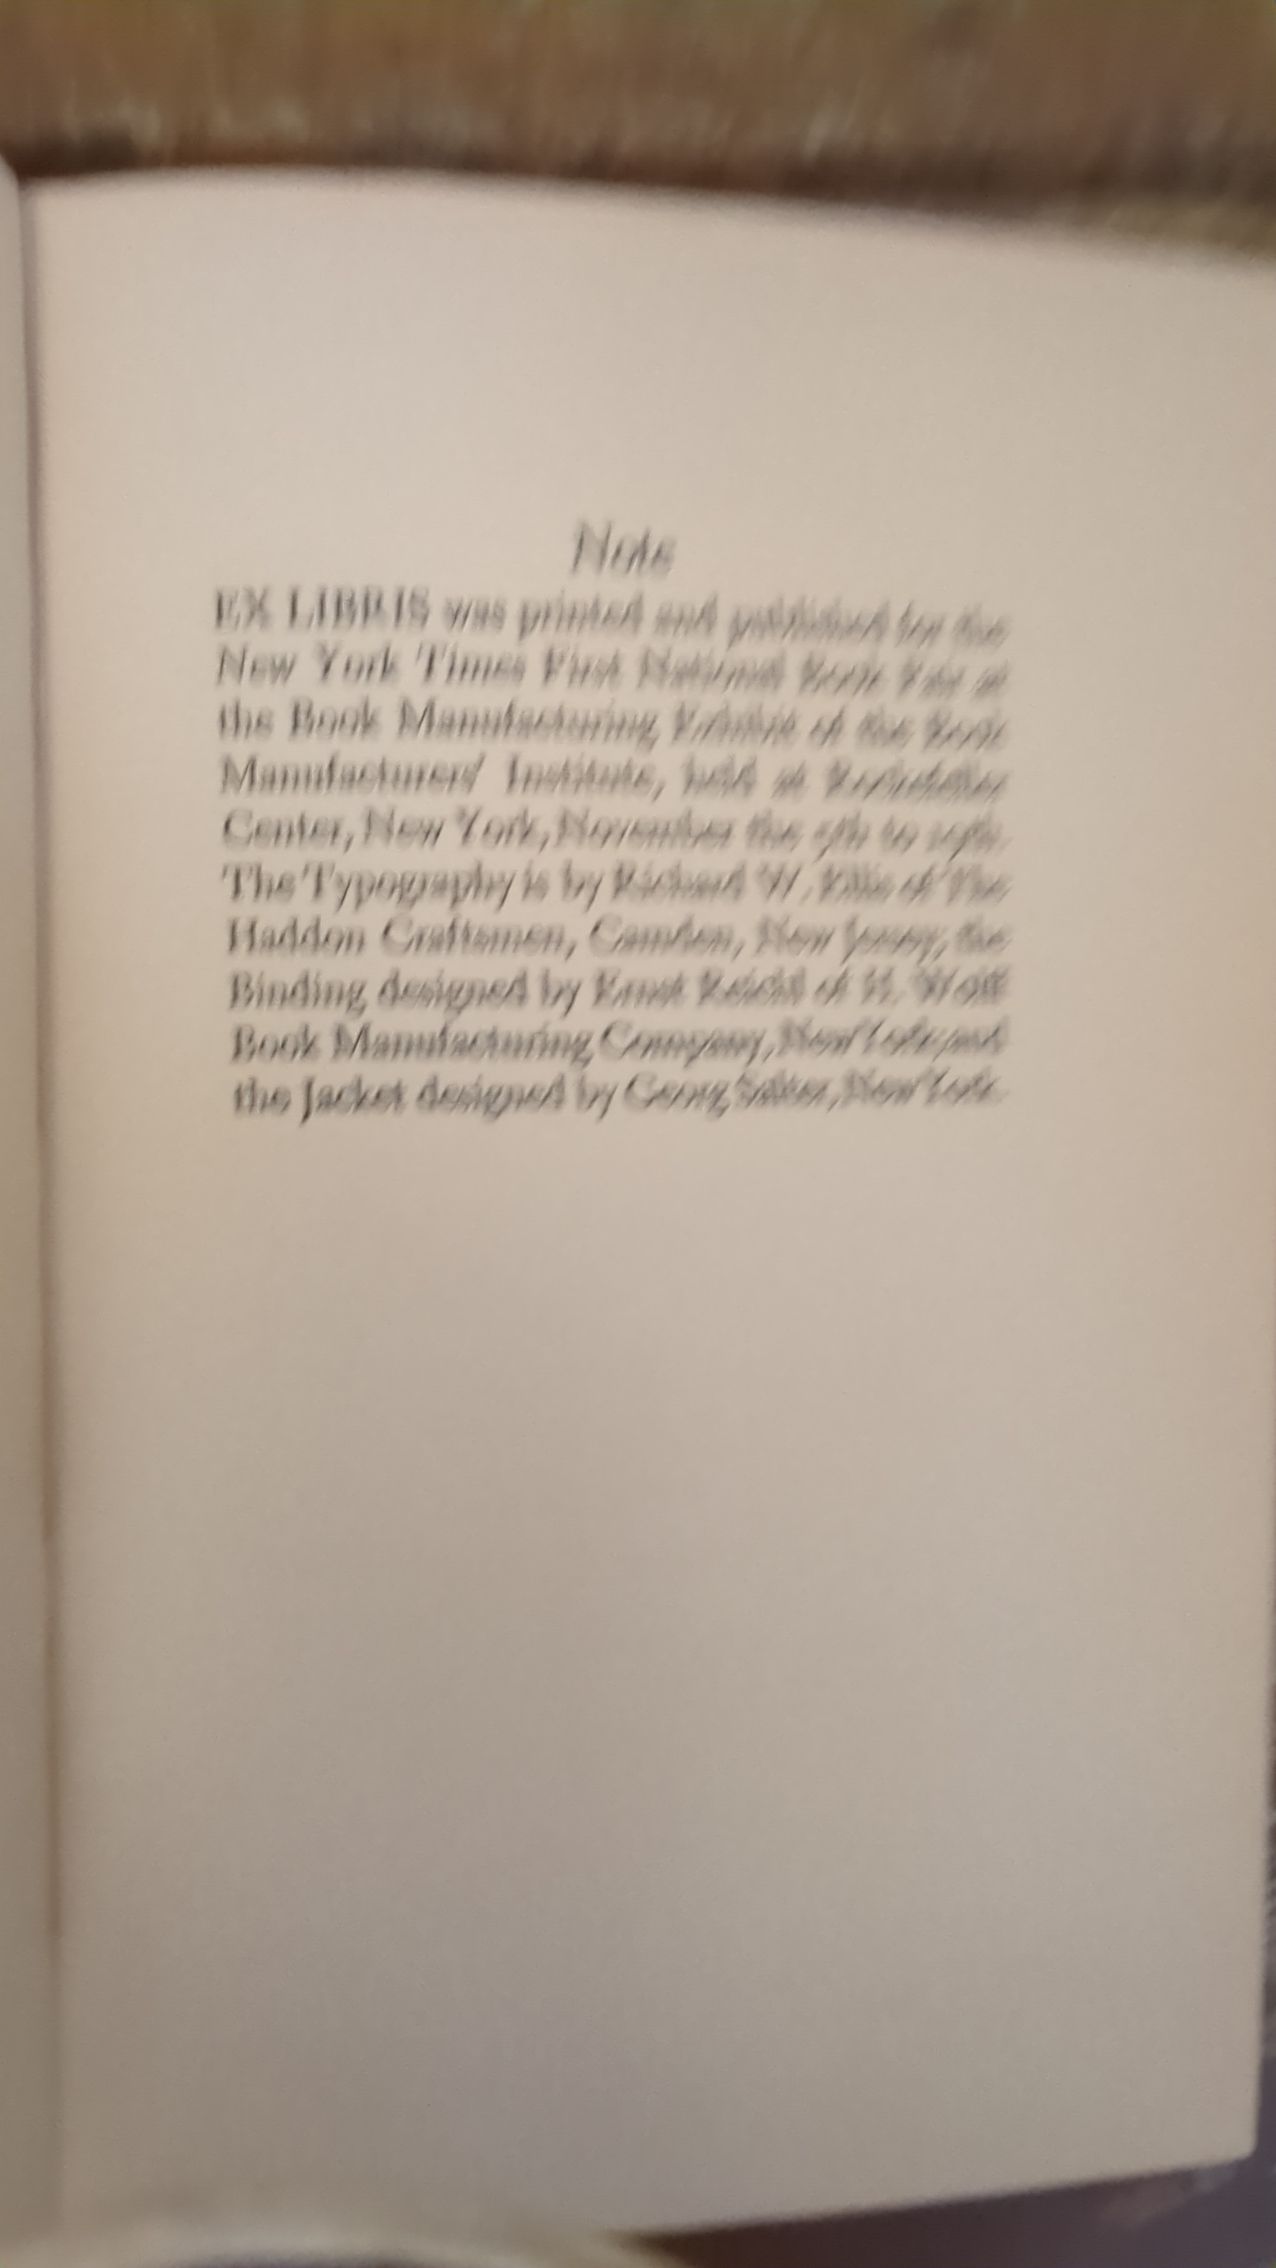 Note
EX LIBRIS was printed and published for the
New York Times First National Book Fair at
the Book Manufacturing Exhibit of the Book
Manufacturers' Institute, held at Rockefeller
Center, New York, November the 5th to
The Typography is by Richard W. Ellis of The
Haddon Craftsmen, Camden, New Jersey, the
Binding designed by Ernst Reichl of H. Wolff
Book Manufacturing Company, New York; and
the Jacket designed by Georg Salter, New York.